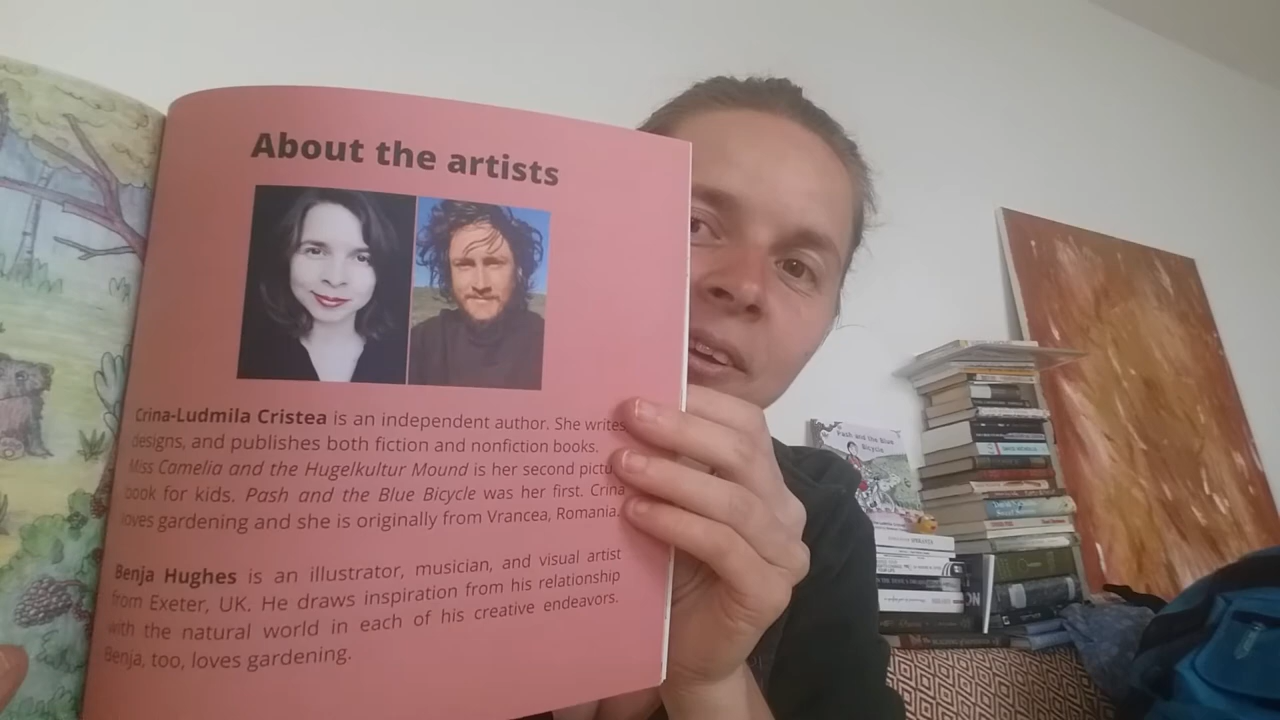 About the artists
Crina-Ludmila Cristea is an independent author. She writes
designs, and publishes both fiction and nonfiction books.
Miss Camelia and the Hugelkultur Mound is her second pictu
book for kids. Pash and the Blue Bicycle was her first. Crina
loves gardening and she is originally from Vrancea, Romania.
Benja Hughes is an illustrator, musician, and visual artist
from Exeter, UK. He draws inspiration from his relationship
with the natural world in each of his creative endeavors.
Benja, too, loves gardening.
Pash and the Blue
Bicycle
DAVID NICHOLLS